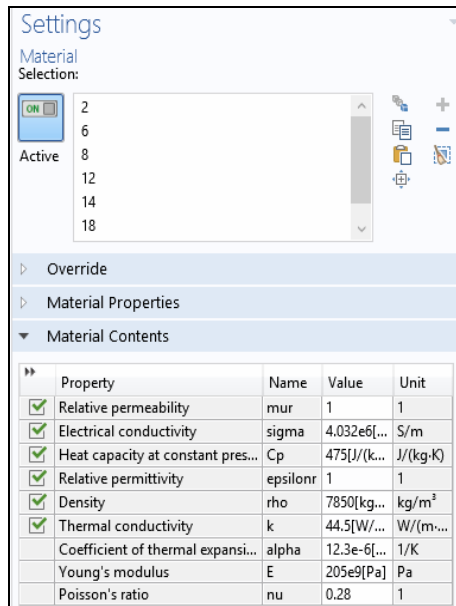 Settings
Material
Selection:
ON
Active
2
6
8
12
14
18
Override
Material Properties
Material Contents
Property Name Value Unit
Relative permeability mur 1 1
Electrical conductivity sigma 4.032e6[... S/m
Heat capacity at constant pres... Cp 475[J/(k... J/(kg·K)
Relative permittivity epsilonr 1 1
Density rho 7850[kg... kg/m³
Thermal conductivity k 44.5[W/... W/(m·...
Coefficient of thermal expansi... alpha 12.3e-6[... 1/K
Young's modulus E 205e9[Pa] Pa
Poisson's ratio nu 0.28 1